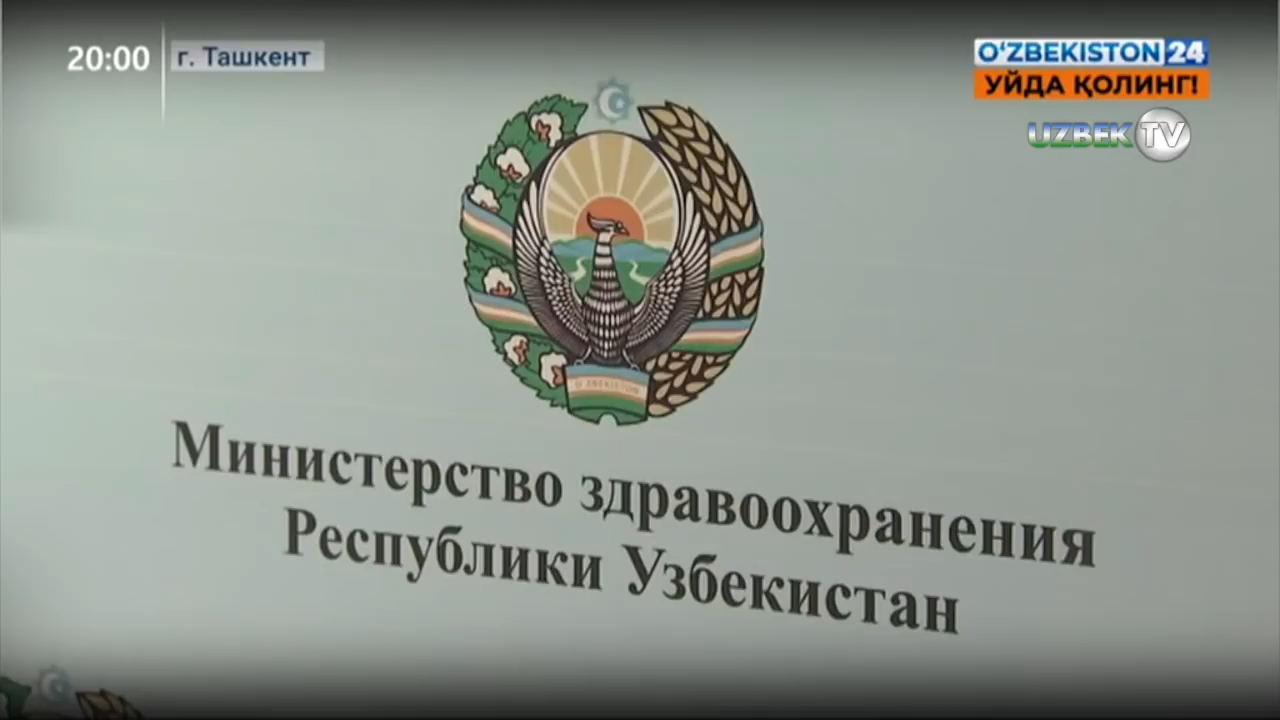 20:00
г. Ташкент
O‘ZBEKISTON 24
УЙДА ҚОЛИНГ!
UZBEK TV
O‘ZBEKISTON
Министерство здравоохранения
Республики Узбекистан